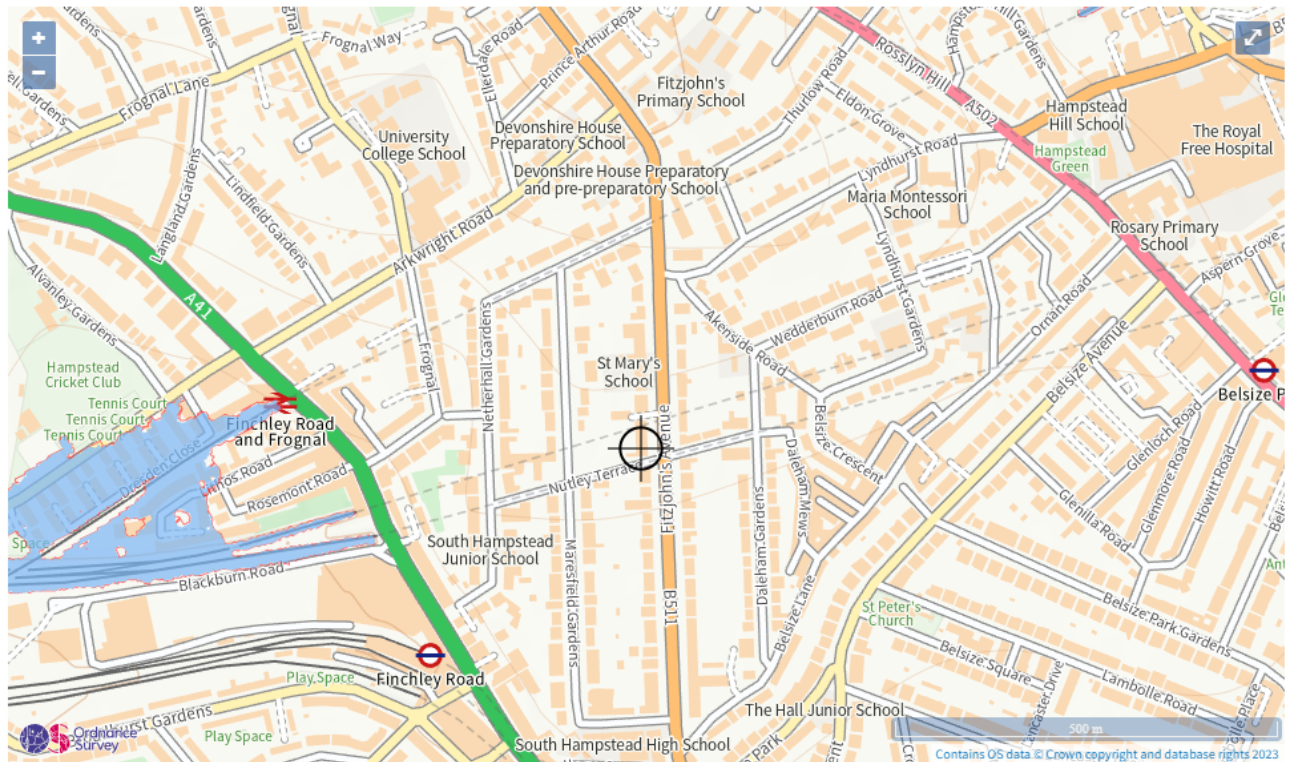 +
−
Frognal Way
Ellerdale Road
Prince Arthur Road
Fitzjohn's
Primary School
Thurlow Road
Rosslyn Hill
A502
Frognal Lane
University
College School
Devonshire House
Preparatory School
Eldon Grove
Hampstead
Hill School
The Royal
Free Hospital
Devonshire House Preparatory
and pre-preparatory School
Lyndhurst Road
Hampstead
Green
Langland Gardens
Lindfield Gardens
Maria Montessori
School
Arkwright Road
Rosary Primary
School
Aspern Grove
Alvanley Gardens
A41
Lyndhurst Gardens
Wedderburn Road
Ornan Road
Akenside Road
Belsize Avenue
Netherhall Gardens
Frognal
St Mary's
School
Hampstead
Cricket Club
Tennis Court
Tennis Court
Tennis Court
Finchley Road
and Frognal
Belsize P
Fitzjohn's Avenue
Belsize Crescent
Dresden Close
Lithos Road
Rosemont Road
Nutley Terrace
Daleham Mews
Glenloch Road
Glenmore Road
Howitt Road
Glenilla Road
Space
South Hampstead
Junior School
Daleham Gardens
Maresfield Gardens
Blackburn Road
B511
Belsize Lane
St Peter's
Church
Belsize Park Gardens
Belsize Square
Lancaster Drive
Lambolle Road
Finchley Road
Play Space
Play Space
The Hall Junior School
South Hampstead High School
Ordnance
Survey
500 m
Contains OS data © Crown copyright and database rights 2023